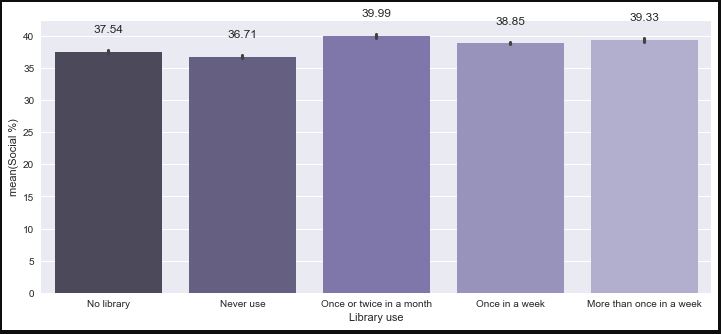 37.54
36.71
39.99
38.85
39.33
mean(Social %)
40
35
30
25
20
15
10
5
0
No library
Never use
Once or twice in a month
Once in a week
More than once in a week
Library use